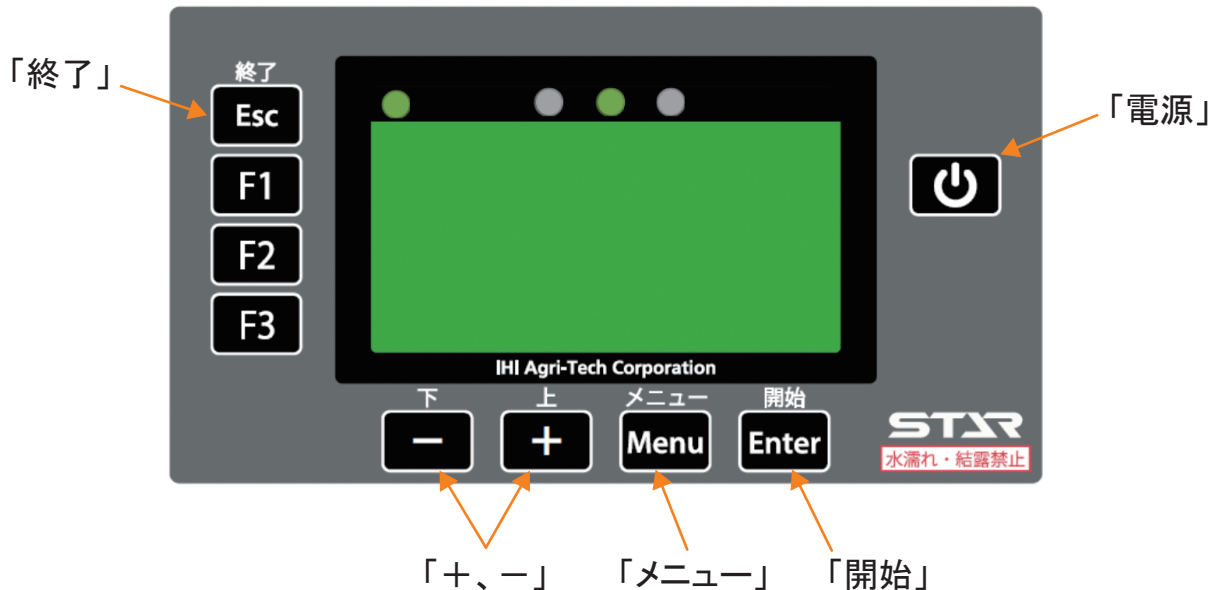 「終了」
終了
Esc
F1
F2
F3
「電源」
IHI Agri-Tech Corporation
下 上 メニュー 開始
− + Menu Enter
STAR
水濡れ・結露禁止
「＋、－」 「メニュー」 「開始」